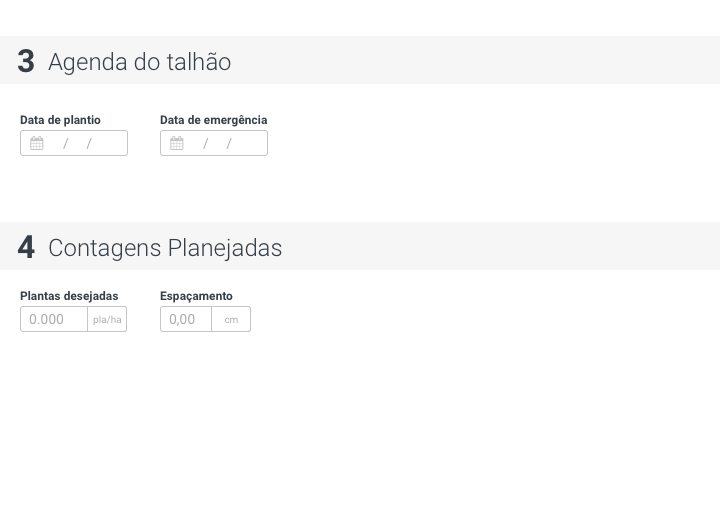 3 Agenda do talhão
Data de plantio Data de emergência
/ / / /
4 Contagens Planejadas
Plantas desejadas Espaçamento
0.000 pla/ha 0,00 cm